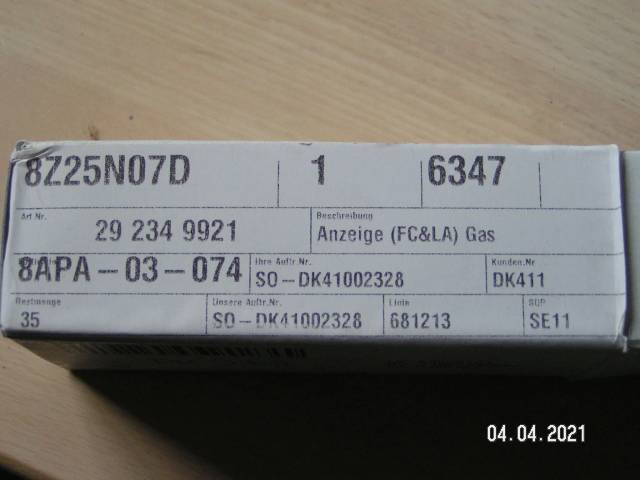 8Z25N07D 1 6347
Art Nr. Beschreibung
29 234 9921 Anzeige (FC&LA) Gas
Ihre Auftr.Nr. Kunden.Nr
8APA-03-074 SO-DK41002328 DK411
Restmenge Unsere Auftr.Nr. Linie SUP
35 SO-DK41002328 681213 SE11
04.04.2021